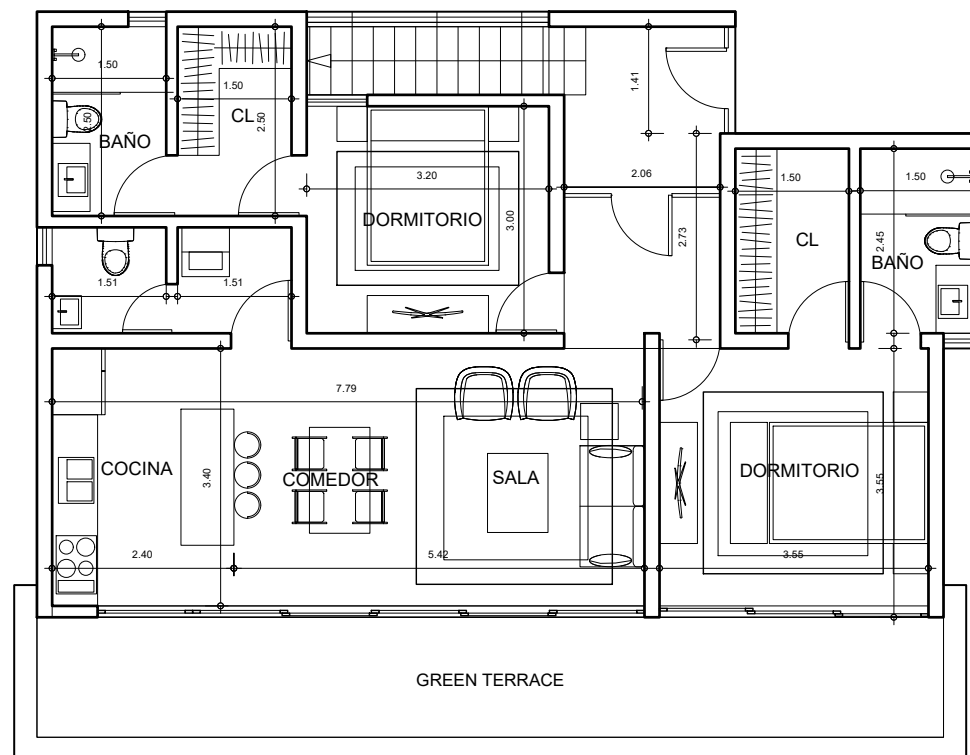 1.41
1.50
1.50
CL
2.50
2.50
BAÑO
3.20
2.06
1.50
1.50
DORMITORIO
3.00
2.73
CL
2.45
BAÑO
1.51
1.51
7.79
COCINA
3.40
COMEDOR
SALA
DORMITORIO
3.55
2.40
5.42
3.55
GREEN TERRACE